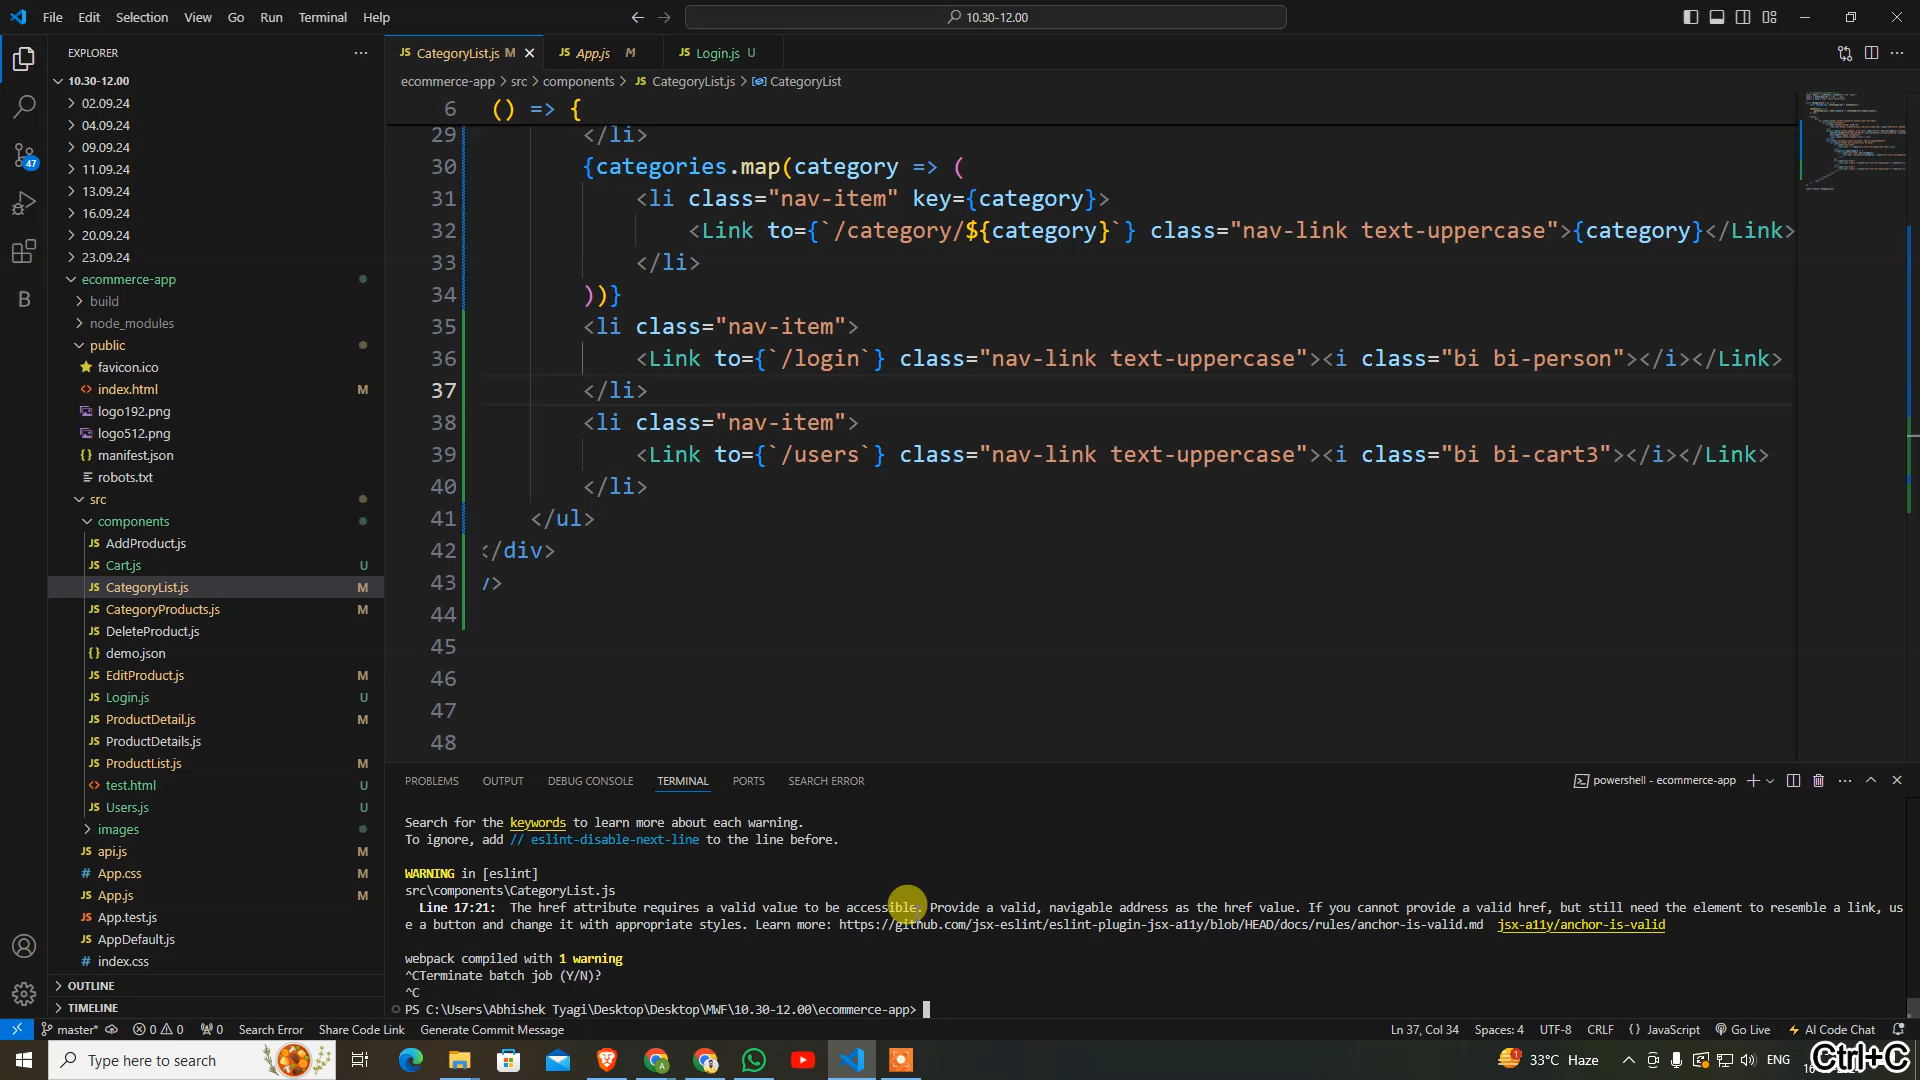 File Edit Selection View Go Run Terminal Help
10.30-12.00
EXPLORER
10.30-12.00
02.09.24
04.09.24
09.09.24
11.09.24
13.09.24
16.09.24
20.09.24
23.09.24
ecommerce-app
build
node_modules
public
favicon.ico
index.html M
logo192.png
logo512.png
manifest.json
robots.txt
src
components
AddProduct.js
Cart.js U
CategoryList.js M
CategoryProducts.js M
DeleteProduct.js
demo.json
EditProduct.js M
Login.js U
ProductDetail.js M
ProductDetails.js
ProductList.js M
test.html U
Users.js U
images
api.js M
App.css M
App.js M
App.test.js
AppDefault.js
index.css
OUTLINE
TIMELINE
47
JS CategoryList.js M JS App.js M JS Login.js U
ecommerce-app > src > components > JS CategoryList.js > CategoryList
6 () => {
29 </li>
30 {categories.map(category => (
31 <li class="nav-item" key={category}>
32 <Link to={`/category/${category}`} class="nav-link text-uppercase">{category}</Link>
33 </li>
34 ))}
35 <li class="nav-item">
36 <Link to={`/login`} class="nav-link text-uppercase"><i class="bi bi-person"></i></Link>
37 </li>
38 <li class="nav-item">
39 <Link to={`/users`} class="nav-link text-uppercase"><i class="bi bi-cart3"></i></Link>
40 </li>
41 </ul>
42 </div>
43 />
44
45
46
47
48
PROBLEMS OUTPUT DEBUG CONSOLE TERMINAL PORTS SEARCH ERROR
powershell - ecommerce-app
Search for the keywords to learn more about each warning.
To ignore, add // eslint-disable-next-line to the line before.
WARNING in [eslint]
src\components\CategoryList.js
Line 17:21: The href attribute requires a valid value to be accessible. Provide a valid, navigable address as the href value. If you cannot provide a valid href, but still need the element to resemble a link, us
e a button and change it with appropriate styles. Learn more: https://github.com/jsx-eslint/eslint-plugin-jsx-a11y/blob/HEAD/docs/rules/anchor-is-valid.md jsx-a11y/anchor-is-valid
webpack compiled with 1 warning
^CTerminate batch job (Y/N)?
^C
PS C:\Users\Abhishek Tyagi\Desktop\Desktop\MWF\10.30-12.00\ecommerce-app>
master* 0 0 0 Search Error Share Code Link Generate Commit Message
Ln 37, Col 34 Spaces: 4 UTF-8 CRLF {} JavaScript Go Live AI Code Chat
Type here to search
33°C Haze
ENG
Ctrl+C